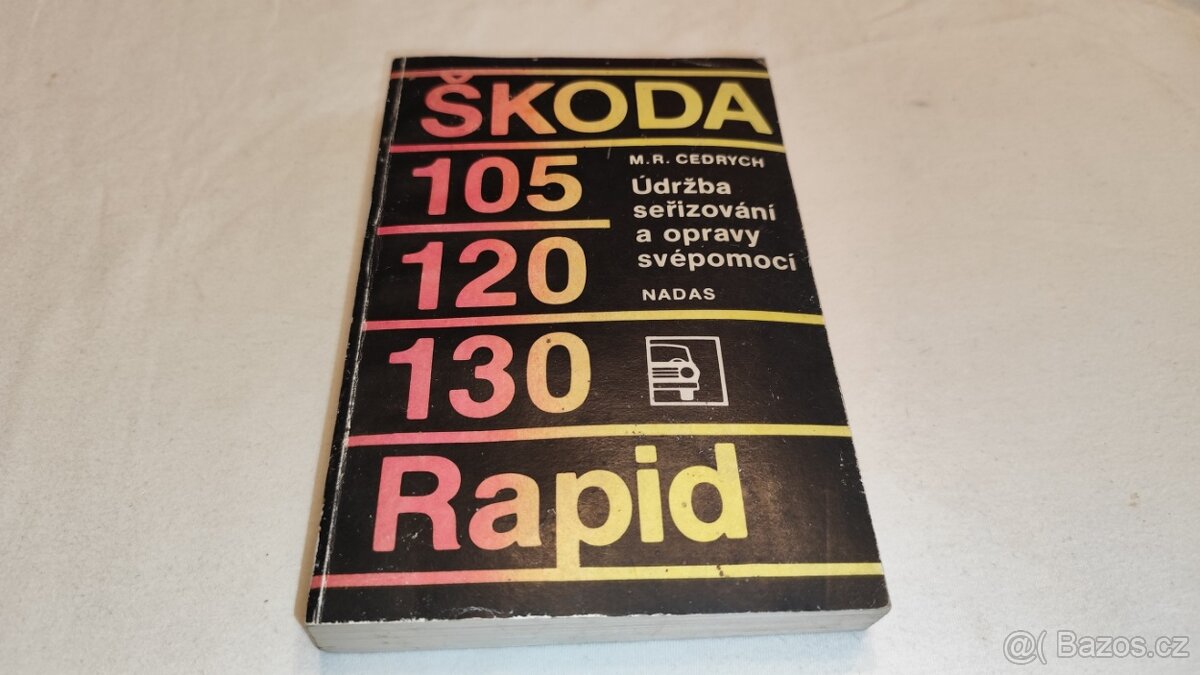 ŠKODA
105
120
130
Rapid
M.R. CEDRYCH
Údržba
seřizování
a opravy
svépomocí
NADAS
@( Bazos.cz